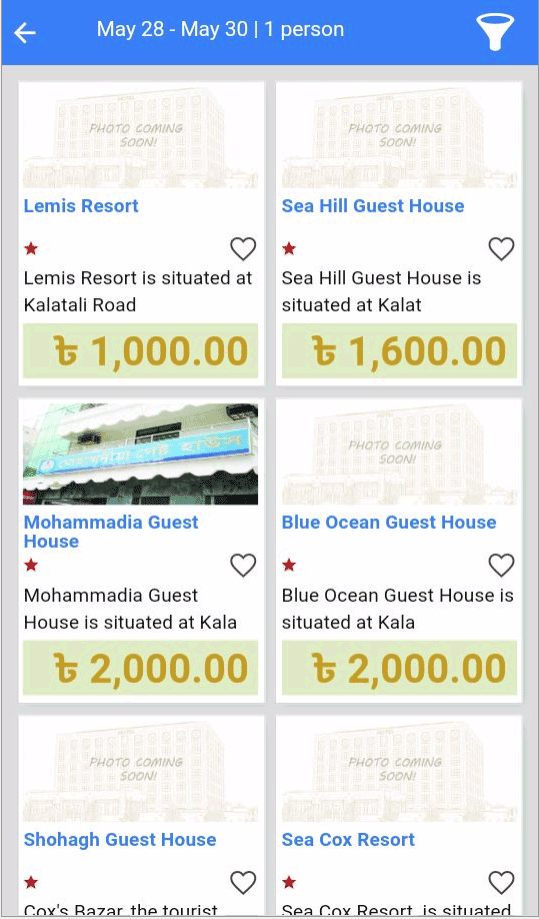 May 28 - May 30 | 1 person
PHOTO COMING
SOON!
Lemis Resort
Lemis Resort is situated at
Kalatali Road
৳ 1,000.00
PHOTO COMING
SOON!
Sea Hill Guest House
Sea Hill Guest House is
situated at Kalat
৳ 1,600.00
মোহাম্মদীয়া গেষ্ট হাউস
Mohammadia Guest
House
Mohammadia Guest
House is situated at Kala
৳ 2,000.00
PHOTO COMING
SOON!
Blue Ocean Guest House
Blue Ocean Guest House is
situated at Kala
৳ 2,000.00
PHOTO COMING
SOON!
Shohagh Guest House
Cox's Bazar, the tourist
PHOTO COMING
SOON!
Sea Cox Resort
Sea Cox Resort, is situated